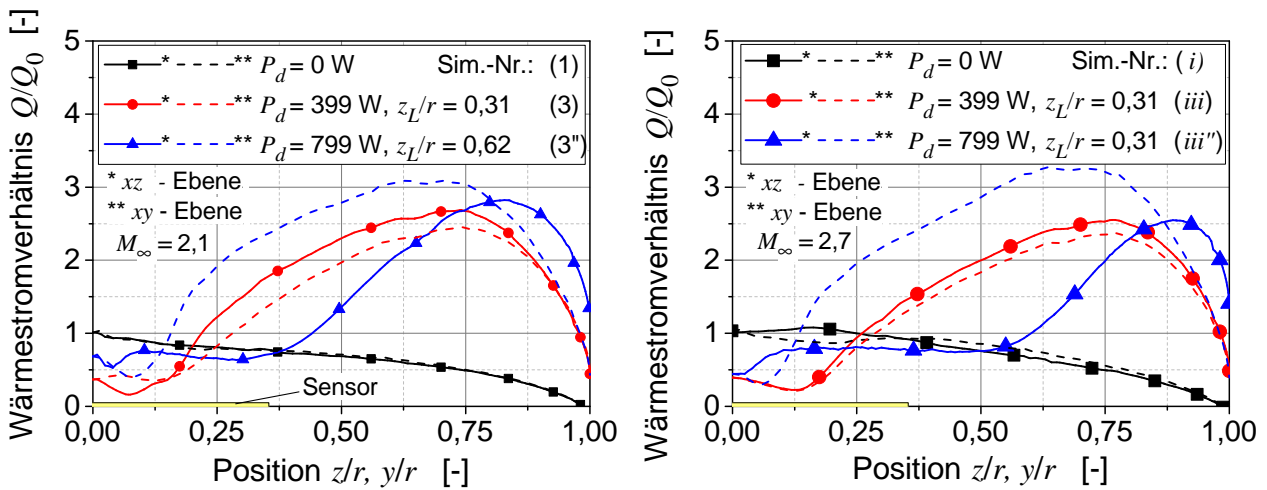 Wärmestromverhältnis Q/Q₀ [-]
5
4
3
2
1
0
* ** P_d = 0 W Sim.-Nr.: (1)
* ** P_d = 399 W, z_L/r = 0,31 (3)
* ** P_d = 799 W, z_L/r = 0,62 (3")
* xz - Ebene
** xy - Ebene
M_∞ = 2,1
Sensor
0,00 0,25 0,50 0,75 1,00
Position z/r, y/r [-]
Wärmestromverhältnis Q/Q₀ [-]
5
4
3
2
1
0
* ** P_d = 0 W Sim.-Nr.: (i)
* ** P_d = 399 W, z_L/r = 0,31 (iii)
* ** P_d = 799 W, z_L/r = 0,31 (iii")
* xz - Ebene
** xy - Ebene
M_∞ = 2,7
0,00 0,25 0,50 0,75 1,00
Position z/r, y/r [-]